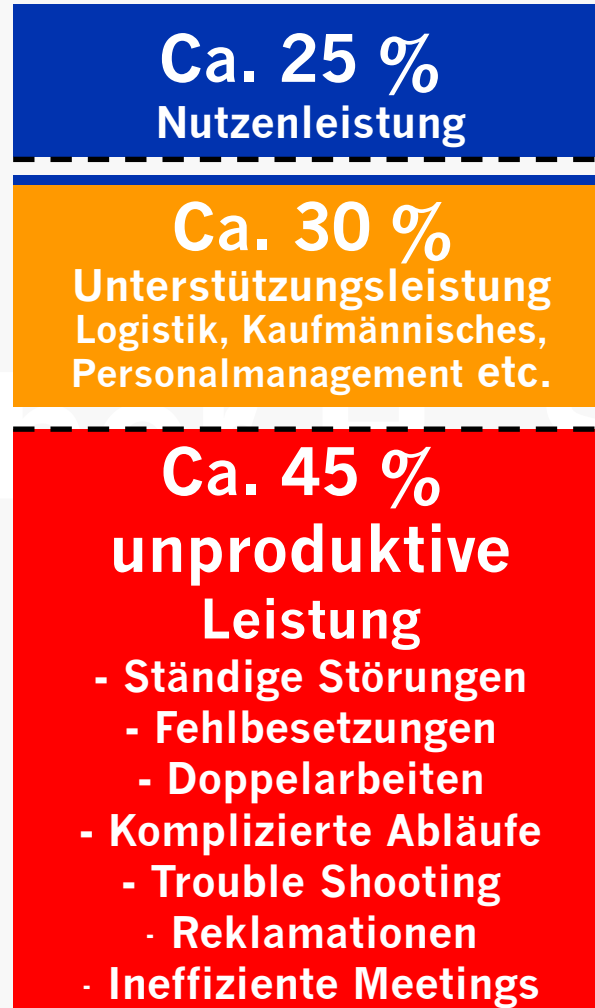 Ca. 25 %
Nutzenleistung
Ca. 30 %
Unterstützungsleistung
Logistik, Kaufmännisches,
Personalmanagement etc.
Ca. 45 %
unproduktive
Leistung
- Ständige Störungen
- Fehlbesetzungen
- Doppelarbeiten
- Komplizierte Abläufe
- Trouble Shooting
- Reklamationen
- Ineffiziente Meetings